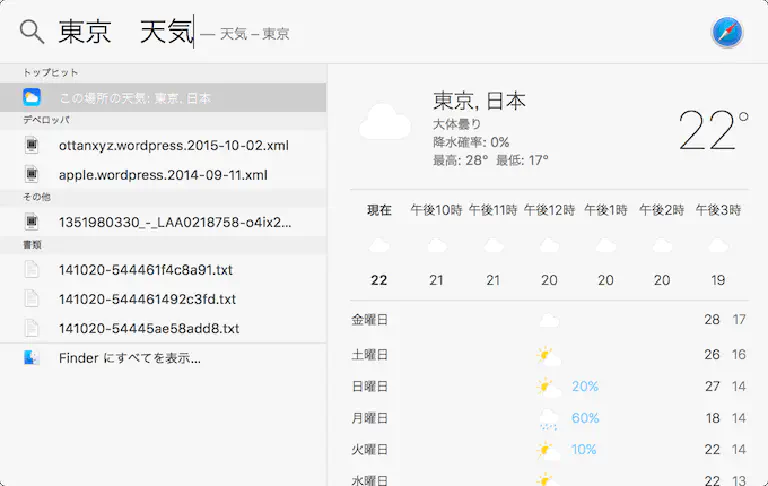 東京　天気 — 天気 – 東京
トップヒット
この場所の天気: 東京, 日本
デベロッパ
ottanxyz.wordpress.2015-10-02.xml
apple.wordpress.2014-09-11.xml
その他
1351980330_-_LAA0218758-o4ix2...
書類
141020-544461f4c8a91.txt
141020-544461492c3fd.txt
141020-54445ae58add8.txt
Finder にすべてを表示...
東京, 日本
大体曇り
降水確率: 0%
最高: 28° 最低: 17°
22°
現在 午後10時 午後11時 午後12時 午後1時 午後2時 午後3時
22 21 21 20 20 20 19
金曜日 28 17
土曜日 26 16
日曜日 20% 27 14
月曜日 60% 18 14
火曜日 10% 22 14
水曜日 22 13